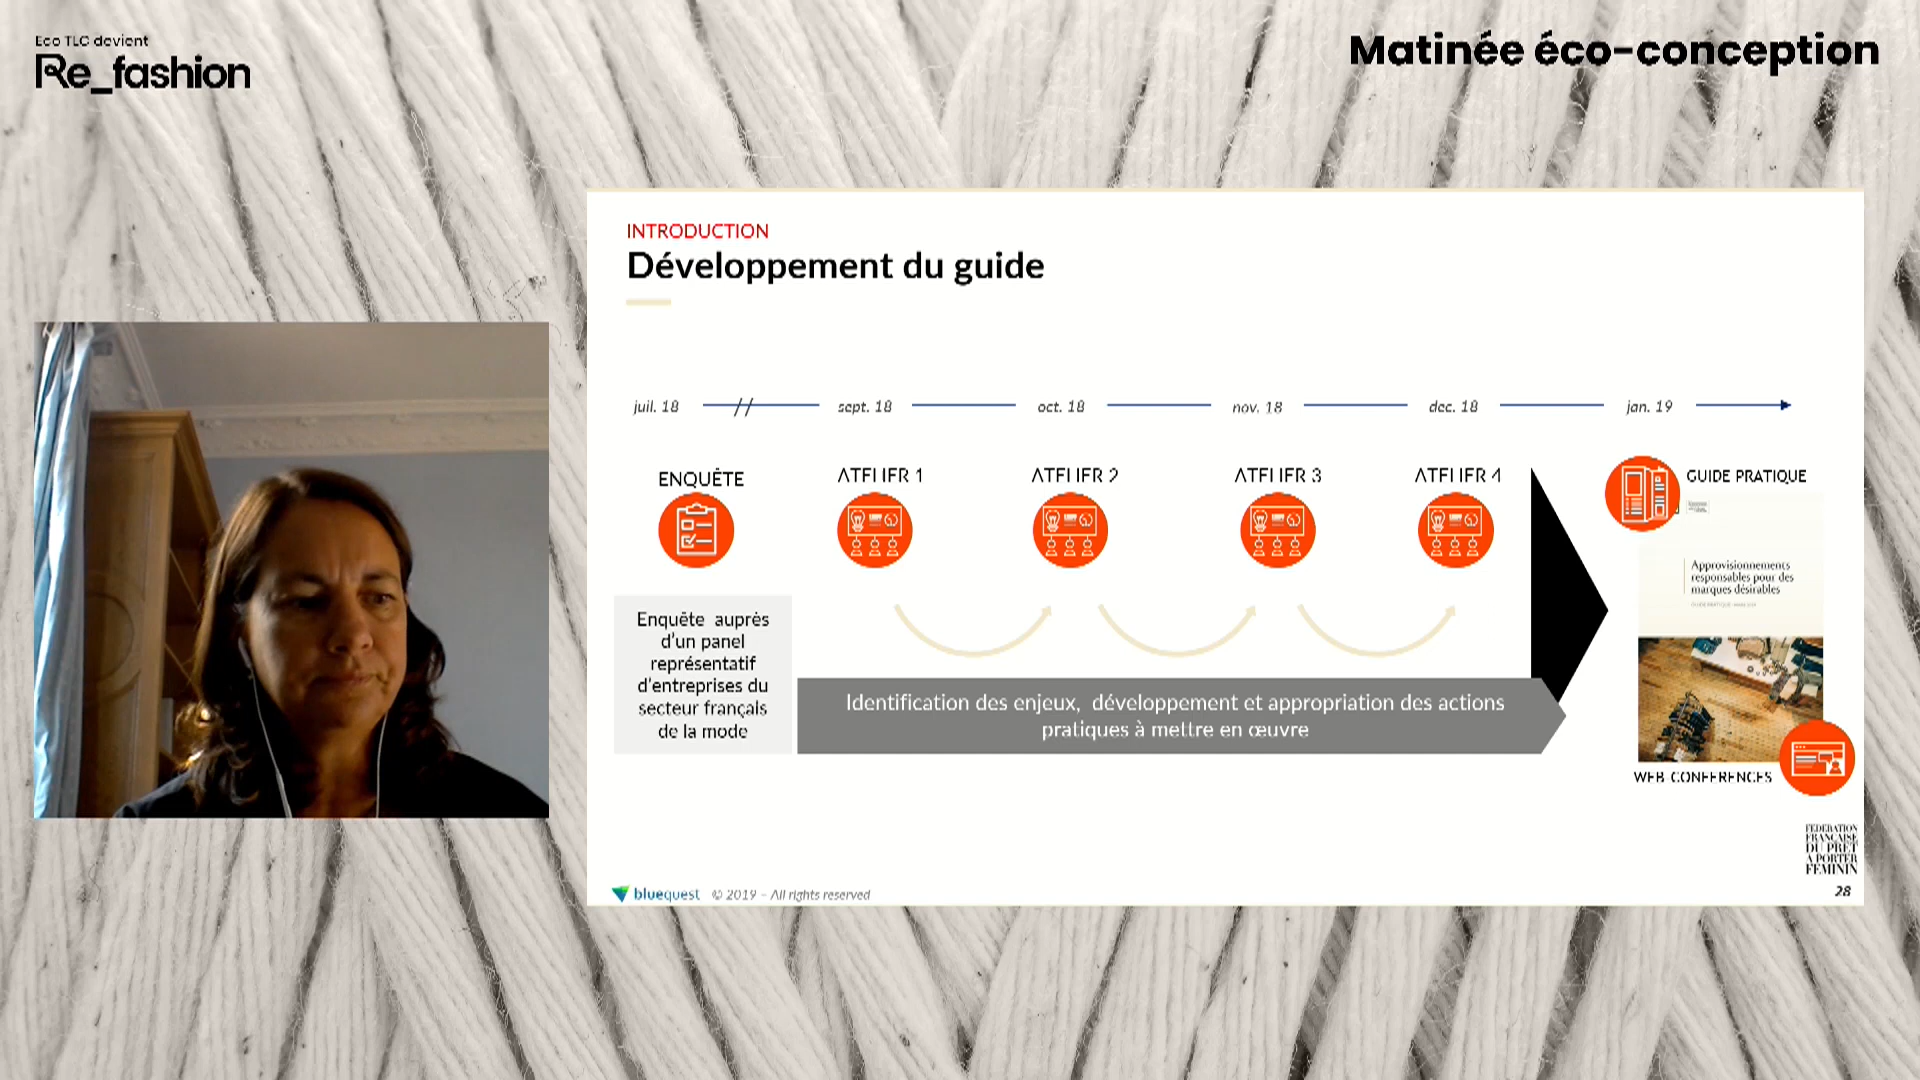 Eco TLC devient
Re_fashion
Matinée éco-conception
INTRODUCTION
Développement du guide
juil. 18
sept. 18
oct. 18
nov. 18
dec. 18
jan. 19
ENQUÊTE
ATELIER 1
ATELIER 2
ATELIER 3
ATELIER 4
GUIDE PRATIQUE
Approvisionnements
responsables pour des
marques désirables
Enquête auprès
d'un panel
représentatif
d'entreprises du
secteur français
de la mode
Identification des enjeux, développement et appropriation des actions
pratiques à mettre en œuvre
WEB-CONFERENCES
FEDERATION
FRANÇAISE
DU PRET
A PORTER
FEMININ
bluequest © 2019 – All rights reserved
28